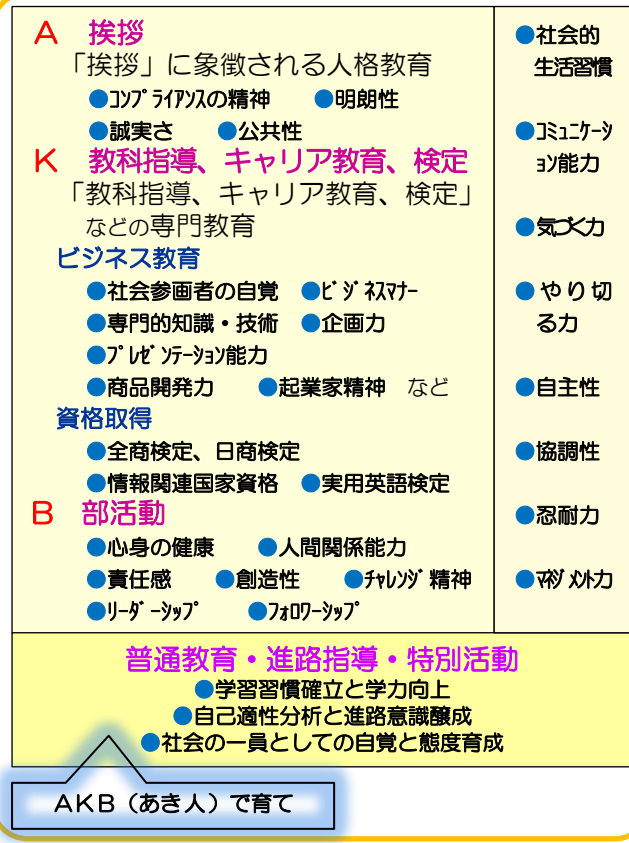 A 挨拶
「挨拶」に象徴される人格教育
●ｺﾝﾌﾟﾗｲｱﾝｽの精神 ●明朗性
●誠実さ ●公共性
K 教科指導、キャリア教育、検定
「教科指導、キャリア教育、検定」
などの専門教育
ビジネス教育
●社会参画者の自覚 ●ﾋﾞｼﾞﾈｽﾏﾅｰ
●専門的知識・技術 ●企画力
●ﾌﾟﾚｾﾞﾝﾃｰｼｮﾝ能力
●商品開発力 ●起業家精神 など
資格取得
●全商検定、日商検定
●情報関連国家資格 ●実用英語検定
B 部活動
●心身の健康 ●人間関係能力
●責任感 ●創造性 ●ﾁｬﾚﾝｼﾞ精神
●ﾘｰﾀﾞｰｼｯﾌﾟ ●ﾌｫﾛﾜｰｼｯﾌﾟ
●社会的
生活習慣
●ｺﾐｭﾆｹｰｼ
ｮﾝ能力
●気づく力
●やり切
る力
●自主性
●協調性
●忍耐力
●ﾏﾈｼﾞﾒﾝﾄ力
普通教育・進路指導・特別活動
●学習習慣確立と学力向上
●自己適性分析と進路意識醸成
●社会の一員としての自覚と態度育成
AKB（あき人）で育て